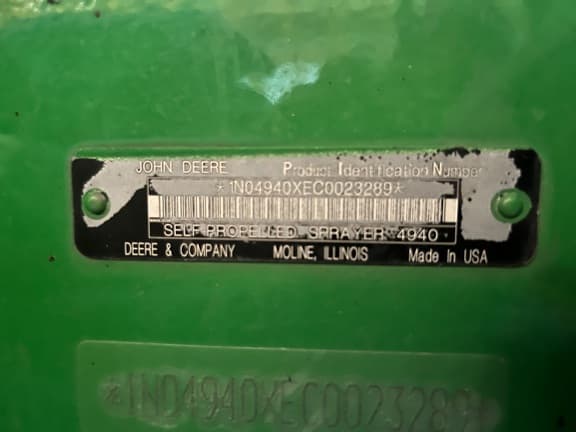 JOHN DEERE Product Identification Number
*1N04940XEC0023289*
SELF PROPELLED SPRAYER 4940
DEERE & COMPANY MOLINE, ILLINOIS Made In USA
*1N04940XEC0023289*